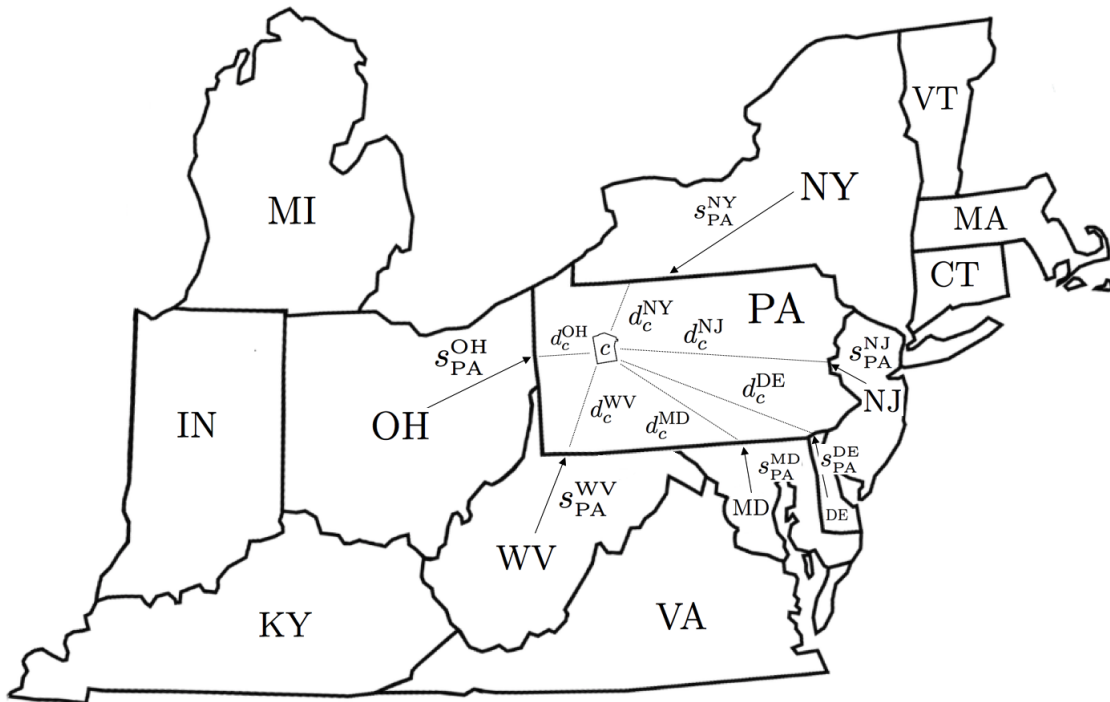 VT
NY
s_PA^NY
MI
MA
CT
PA
d_c^NY
d_c^OH
d_c^NJ
c
s_PA^OH
s_PA^NJ
d_c^DE
NJ
d_c^WV
d_c^MD
IN
OH
s_PA^MD
s_PA^DE
s_PA^WV
MD
DE
WV
KY
VA